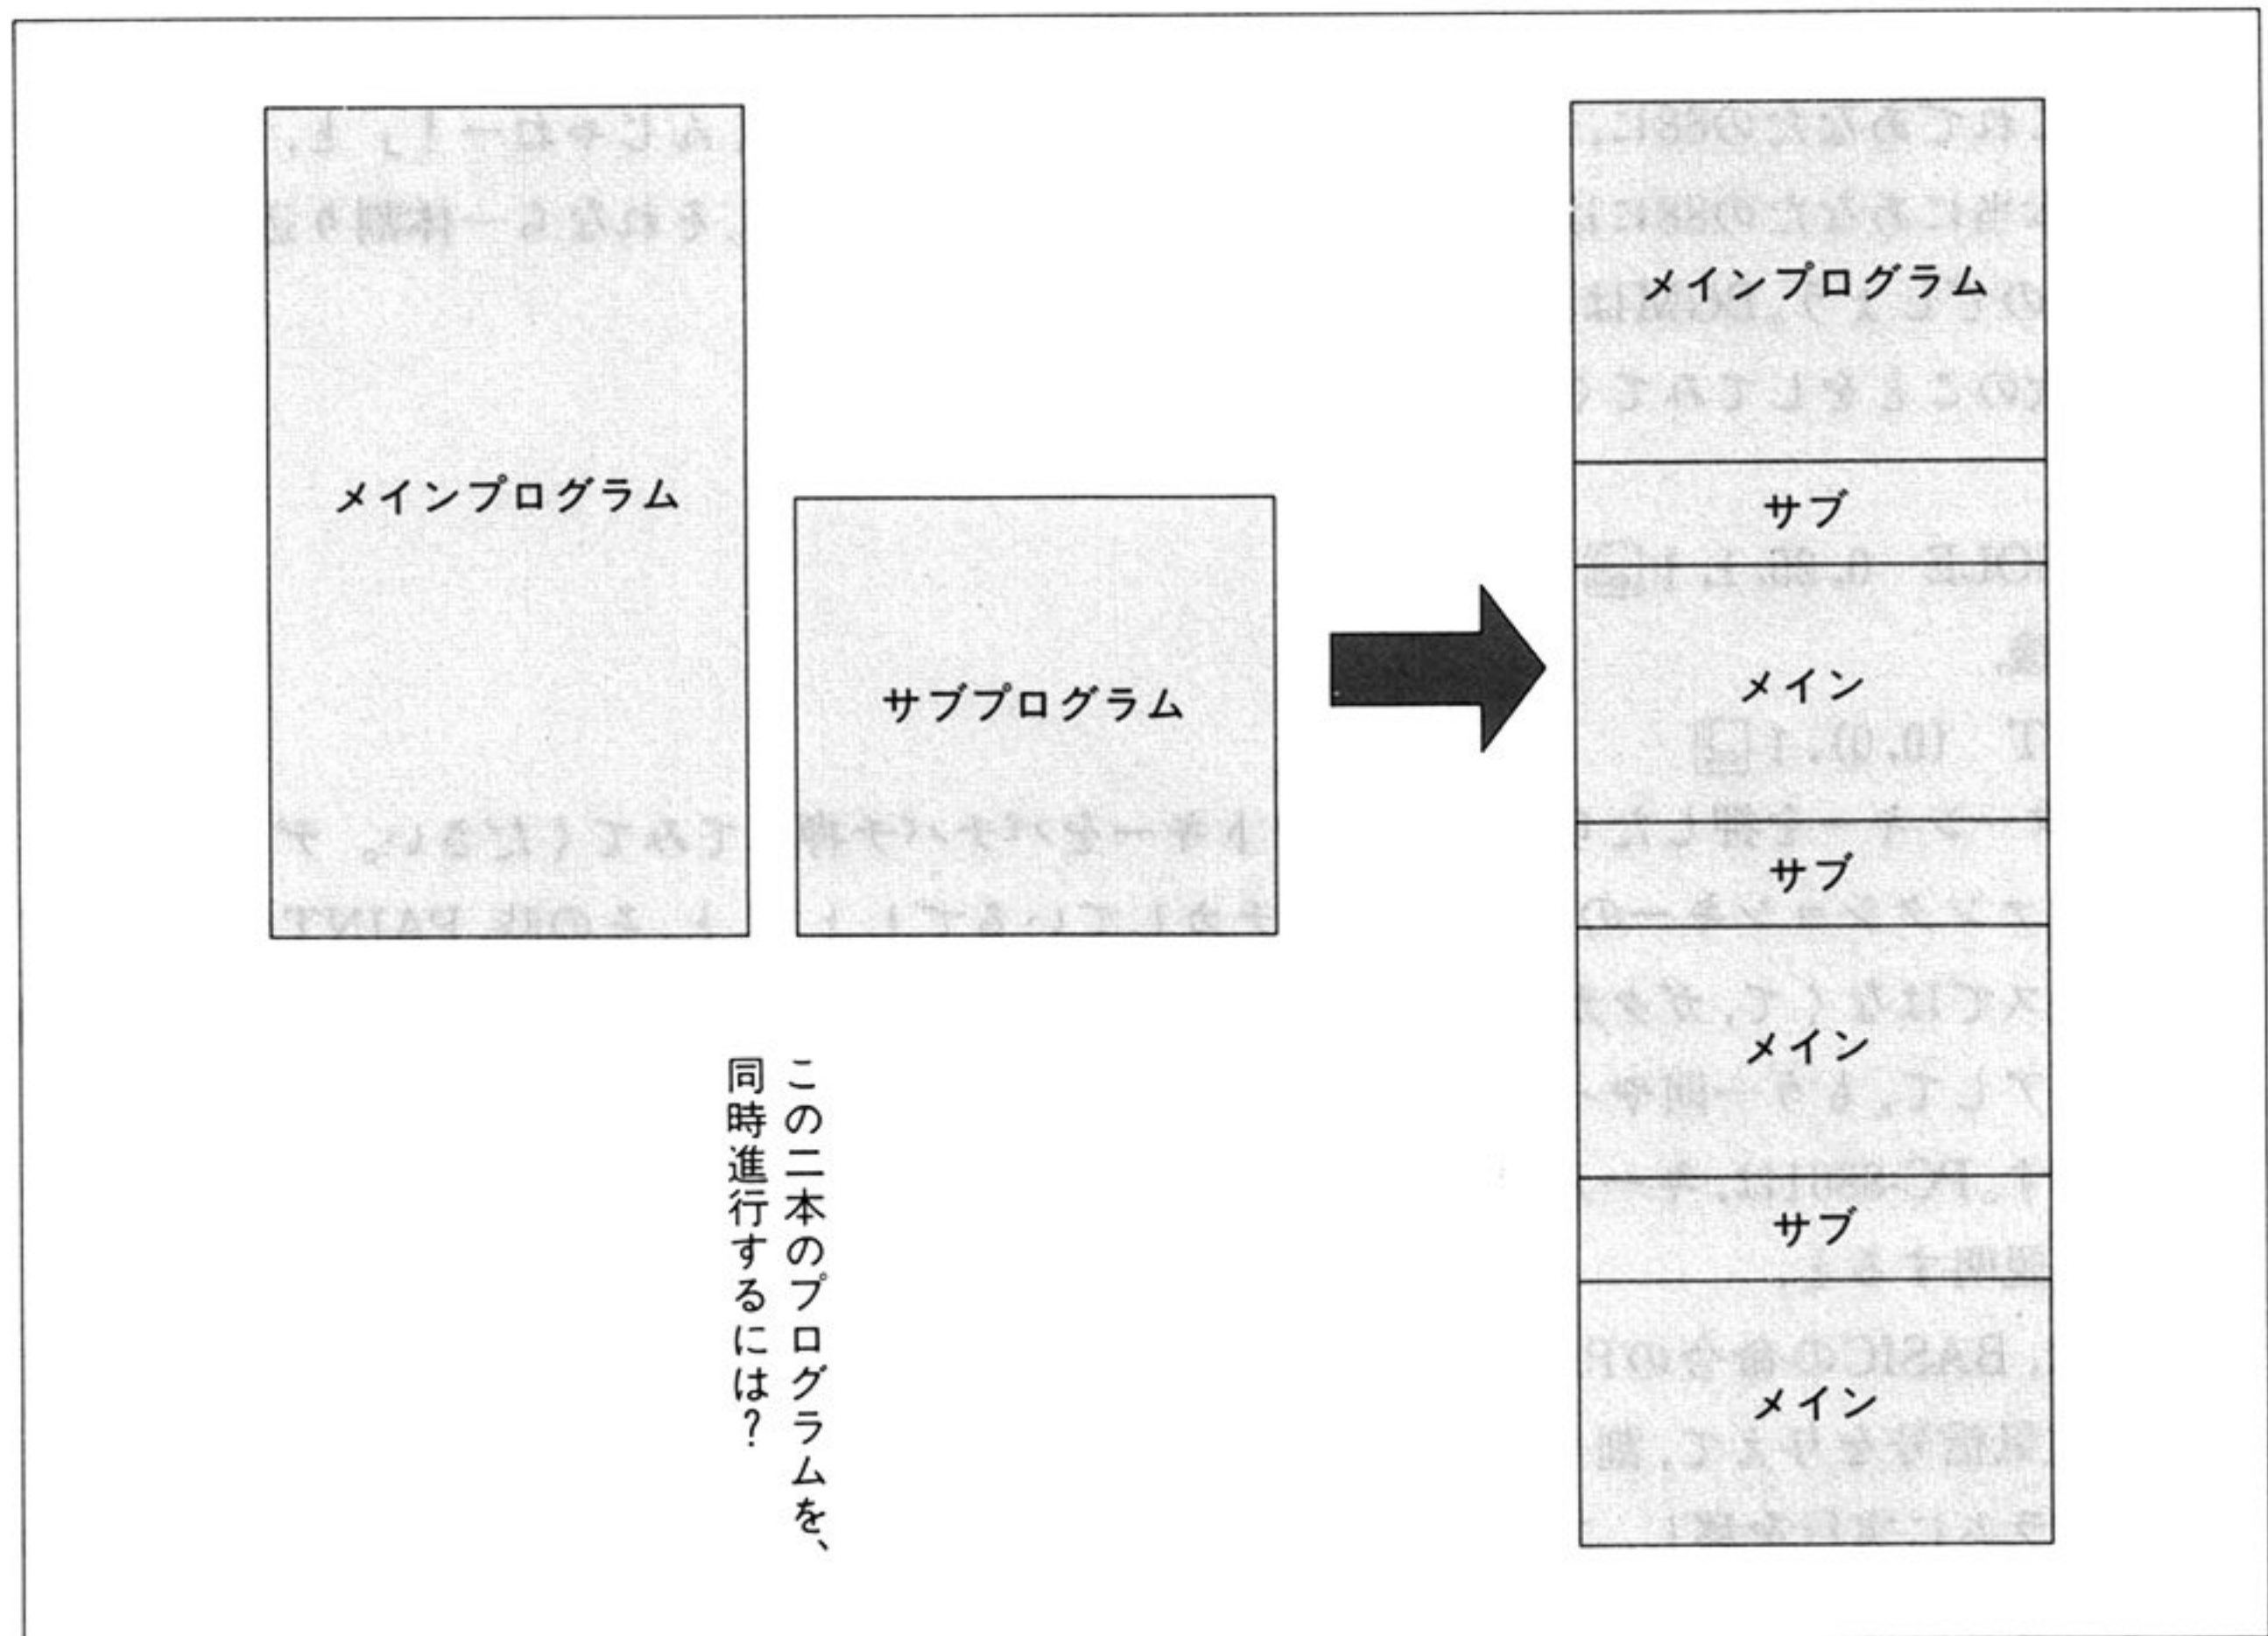 メインプログラム
サブプログラム
この二本のプログラムを、
同時進行するには？
メインプログラム
サブ
メイン
サブ
メイン
サブ
メイン